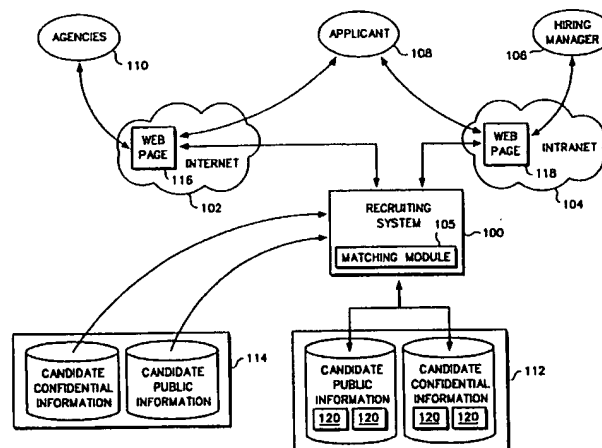 AGENCIES
110
APPLICANT
108
HIRING
MANAGER
106
WEB
PAGE
116
INTERNET
102
WEB
PAGE
118
INTRANET
104
RECRUITING
SYSTEM
105
100
MATCHING MODULE
CANDIDATE
CONFIDENTIAL
INFORMATION
CANDIDATE
PUBLIC
INFORMATION
114
CANDIDATE
PUBLIC
INFORMATION
120 120
CANDIDATE
CONFIDENTIAL
INFORMATION
120 120
112